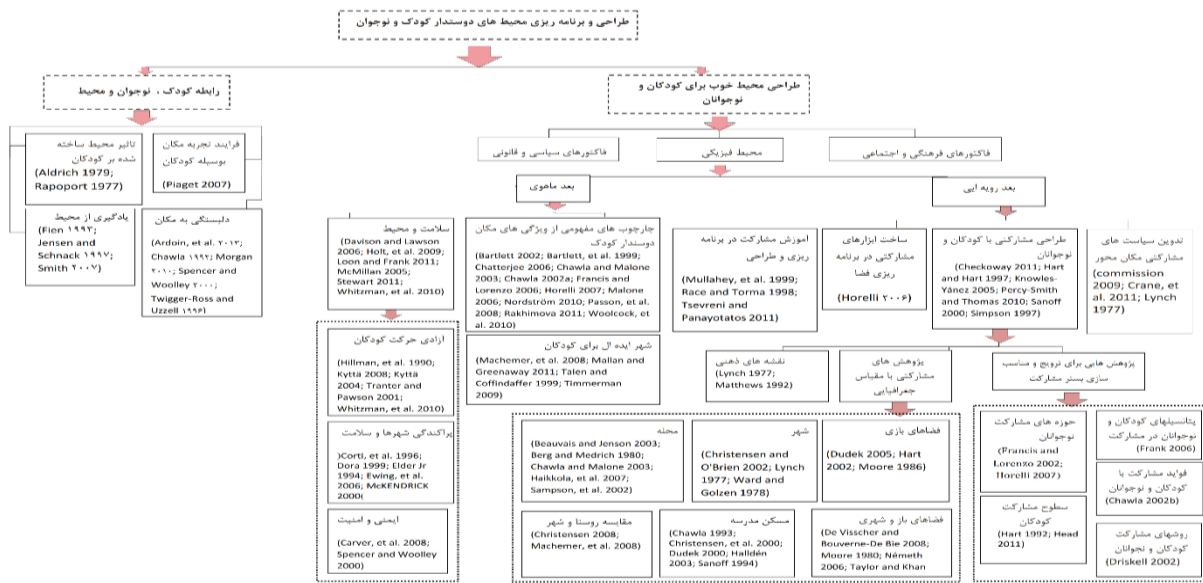 طراحی و برنامه ریزی محیط های دوستدار کودک و نوجوان
رابطه کودک ، نوجوان و محیط
طراحی محیط خوب برای کودکان و
نوجوانان
تاثیر محیط ساخته
شده بر کودکان
(Aldrich 1979;
Rapoport 1977)
فرایند تجربه مکان
بوسیله کودکان
(Piaget 2007)
یادگیری از محیط
(Fien ۱۹۹۳;
Jensen and
Schnack ۱۹۹۷;
Smith ۲۰۰۷)
دلبستگی به مکان
(Ardoin, et al. ۲۰۱۲;
Chawla ۱۹۹۲; Morgan
۲۰۱۰; Spencer and
Woolley ۲۰۰۰;
Twigger-Ross and
Uzzell ۱۹۹۶)
فاکتورهای سیاسی و قانونی
محیط فیزیکی
فاکتورهای فرهنگی و اجتماعی
بعد ماهوی
بعد رویه ایی
سلامت و محیط
(Davison and Lawson
2006; Holt, et al. 2009;
Loon and Frank 2011;
McMillan 2005;
Stewart 2011;
Whitzman, et al. 2010)
چارچوب های مفهومی از ویژگی های مکان
دوستدار کودک
(Bartlett 2002; Bartlett, et al. 1999;
Chatterjee 2006; Chawla and Malone
2003; Chawla 2002a; Francis and
Lorenzo 2006; Horelli 2007; Malone
2006; Nordström 2010; Passon, et al.
2008; Rakhimova 2011; Woolcock, et
al. 2010)
اموزش مشارکت در برنامه
ریزی و طراحی
(Mullahey, et al. 1999;
Race and Torma 1998;
Tsevreni and
Panayotatos 2011)
ساخت ابزارهای
مشارکتی در برنامه
ریزی فضا
(Horelli ۲۰۰۶)
طراحی مشارکتی با کودکان و
نوجوانان
(Checkoway 2011; Hart
and Hart 1997; Knowles-
Yánez 2005; Percy-Smith
and Thomas 2010; Sanoff
2000; Simpson 1997)
تدوین سیاست های
مشارکتی مکان محور
(commission
2009; Crane, et
al. 2011; Lynch
1977)
ازادی حرکت کودکان
(Hillman, et al. 1990;
Kyttä 2008; Kyttä
2004; Tranter and
Pawson 2001;
Whitzman, et al. 2010)
شهر ایده ال برای کودکان
(Machemer, et al. 2008; Mallan and
Greenaway 2011; Talen and
Coffindaffer 1999; Timmerman
2009)
نقشه های ذهنی
(Lynch 1977;
Matthews 1992)
پژوهش های
مشارکتی با مقیاس
جغرافیایی
پژوهش هایی برای ترویج و مناسب
سازی بستر مشارکت
پراکندگی شهرها و سلامت
)Corti, et al. 1996;
Dora 1999; Elder Jr
1994; Ewing, et al.
2006; McKENDRICK
2000(
ایمنی و امنیت
(Carver, et al. 2008;
Spencer and Woolley
2000)
محله
(Beauvais and Jenson 2003;
Berg and Medrich 1980;
Chawla and Malone 2003;
Haikkola, et al. 2007;
Sampson, et al. 2002)
شهر
(Christensen and
O'Brien 2002; Lynch
1977; Ward and
Golzen 1978)
فضاهای بازی
(Dudek 2005; Hart
2002; Moore 1986)
مقایسه روستا و شهر
(Christensen 2008;
Machemer, et al. 2008)
مسکن مدرسه
(Chawla 1993;
Christensen, et al. 2000;
Dudek 2000; Halldén
2003; Sanoff 1994)
فضاهای باز و شهری
(De Visscher and
Bouverne-De Bie 2008;
Moore 1980; Németh
2006; Taylor and Khan
حوزه های مشارکت
نوجوانان
(Francis and
Lorenzo 2002;
Horelli 2007)
پتانسیلهای کودکان و
نوجوانان در مشارکت
(Frank 2006)
فواید مشارکت با
کودکان و نوجوانان
(Chawla 2002b)
سطوح مشارکت
کودکان
(Hart 1992; Head
2011)
روشهای مشارکت
کودکان و نجوانان
(Driskell 2002)